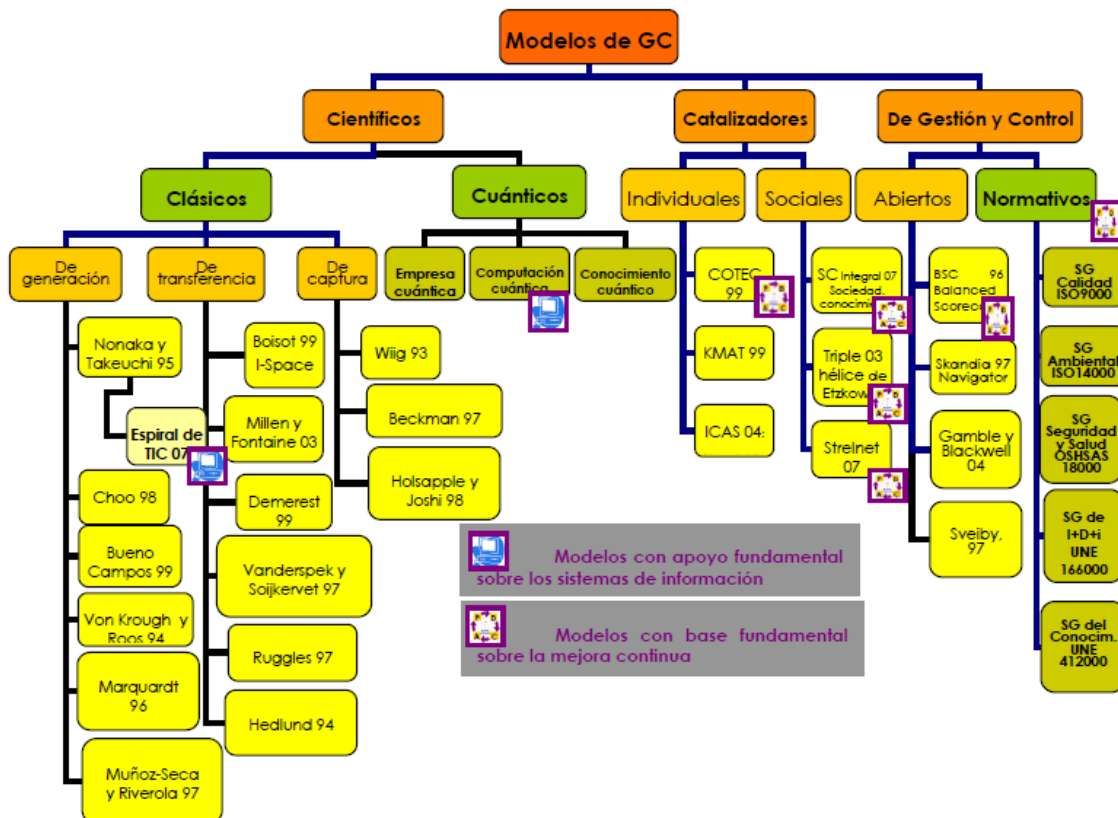 Modelos de GC
Científicos
Catalizadores
De Gestión y Control
Clásicos
Cuánticos
Individuales
Sociales
Abiertos
Normativos
De
generación
De
transferencia
De
captura
Empresa
cuántica
Computación
cuántica
Conocimiento
cuántico
Nonaka y
Takeuchi 95
Espiral de
TIC 07
Choo 98
Bueno
Campos 99
Von Krough y
Roos 94
Marquardt
96
Muñoz-Seca
y Riverola 97
Boisot 99
I-Space
Millen y
Fontaine 03
Demerest
99
Vanderspek y
Soijkervet 97
Ruggles 97
Hedlund 94
Wiig 93
Beckman 97
Holsapple y
Joshi 98
COTEC
99
KMAT 99
ICAS 04:
SC Integral 07
Sociedad
Triple 03
hélice de
Strelnet
07
BSC 96
Balanced
Skandia 97
Navigator
Gamble y
Blackwell
04
Sveiby,
97
SG
Calidad
ISO9000
SG
Ambiental
ISO14000
SG
Seguridad
y Salud
OSHSAS
18000
SG de
I+D+i
UNE
166000
SG del
Conocim.
UNE
412000
Modelos con apoyo fundamental
sobre los sistemas de información
Modelos con base fundamental
sobre la mejora continua